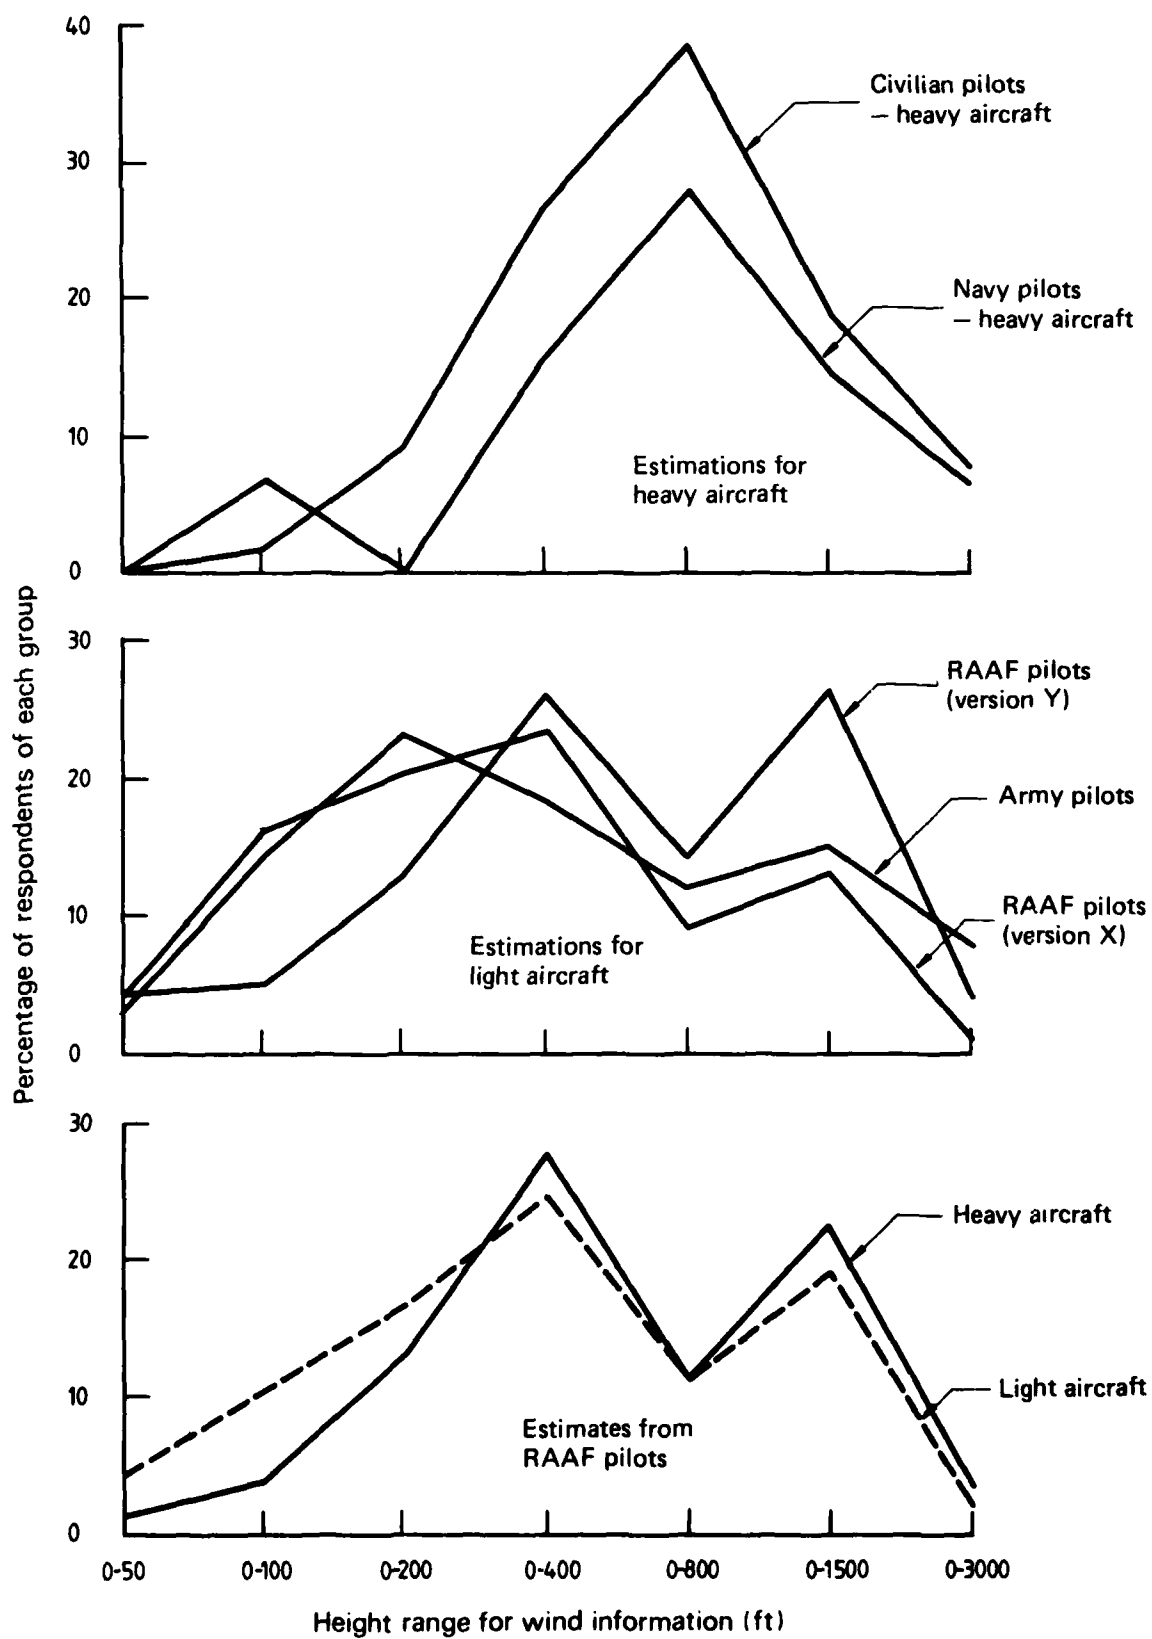 40
30
20
10
0
Civilian pilots
– heavy aircraft
Navy pilots
– heavy aircraft
Estimations for
heavy aircraft
Percentage of respondents of each group
30
20
10
0
RAAF pilots
(version Y)
Army pilots
RAAF pilots
(version X)
Estimations for
light aircraft
30
20
10
0
Heavy aircraft
Light aircraft
Estimates from
RAAF pilots
0-50 0-100 0-200 0-400 0-800 0-1500 0-3000
Height range for wind information (ft)